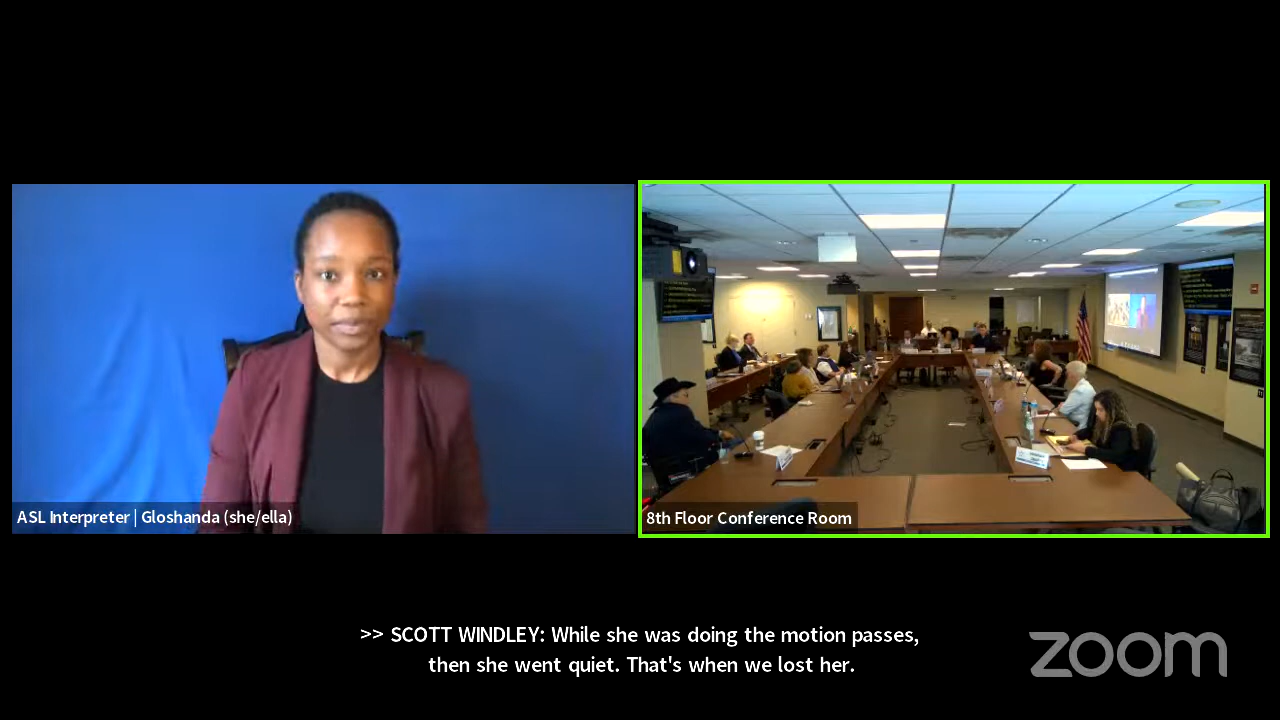 ASL Interpreter | Gloshanda (she/ella)
8th Floor Conference Room
>> SCOTT WINDLEY: While she was doing the motion passes,
then she went quiet. That's when we lost her.
zoom